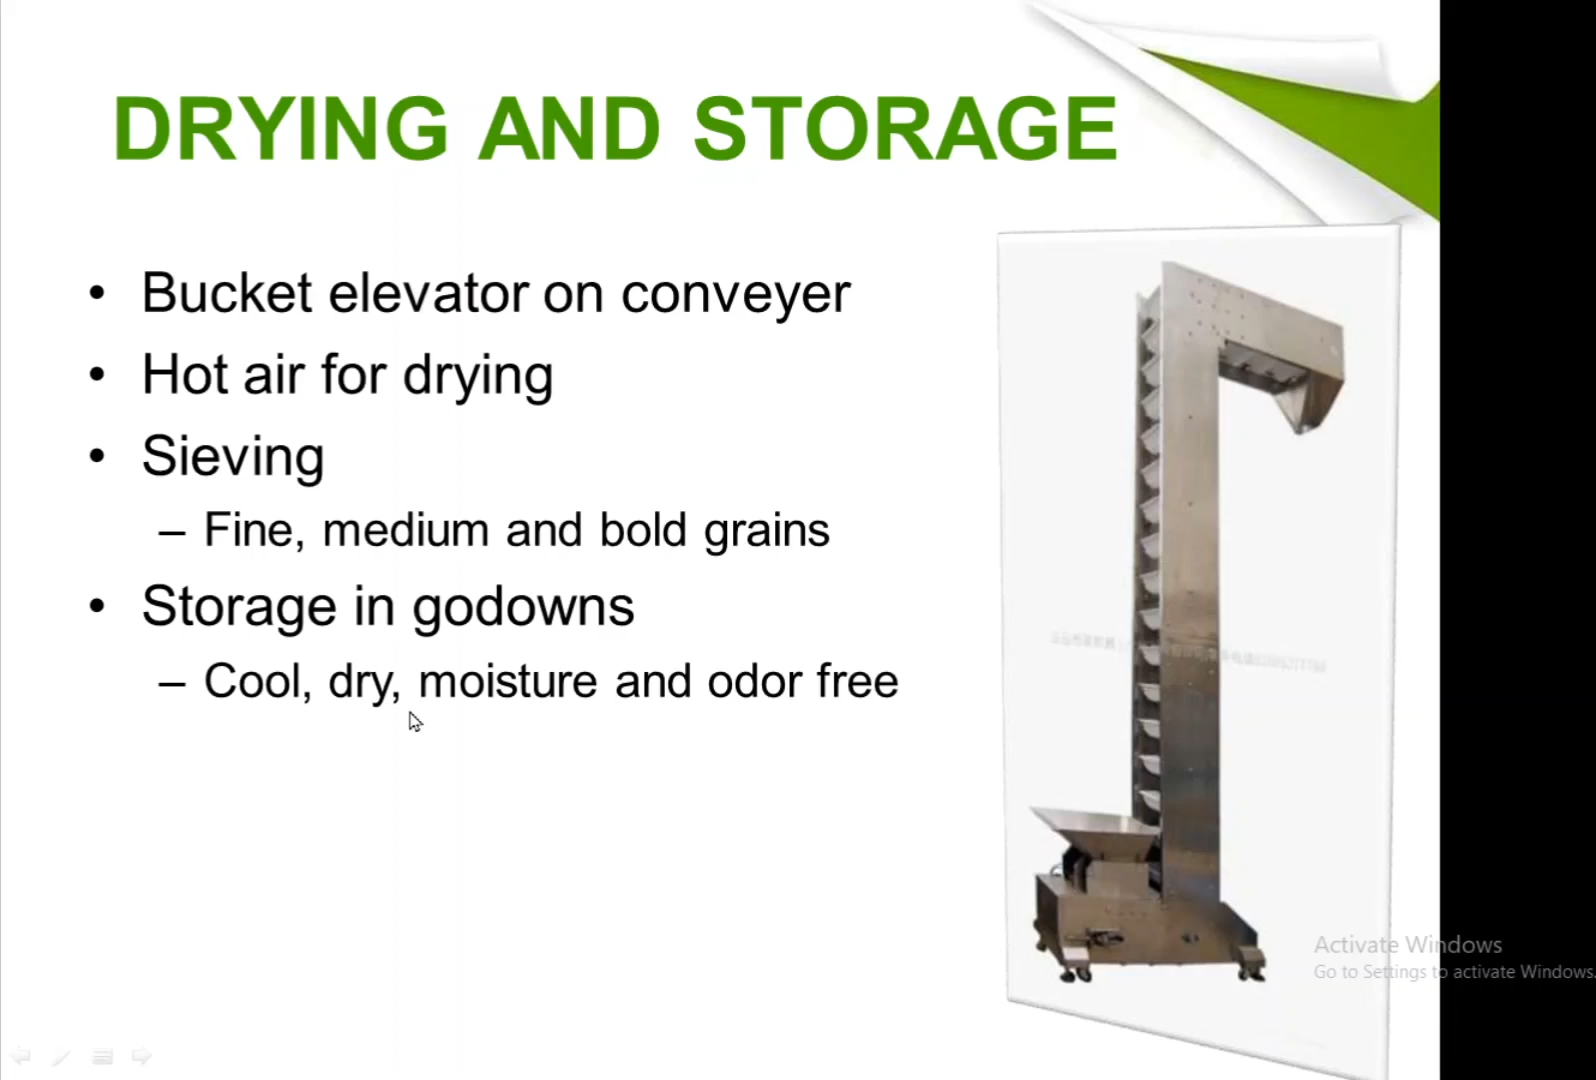 DRYING AND STORAGE
• Bucket elevator on conveyer
• Hot air for drying
• Sieving
– Fine, medium and bold grains
• Storage in godowns
– Cool, dry, moisture and odor free
Activate Windows
Go to Settings to activate Windows.